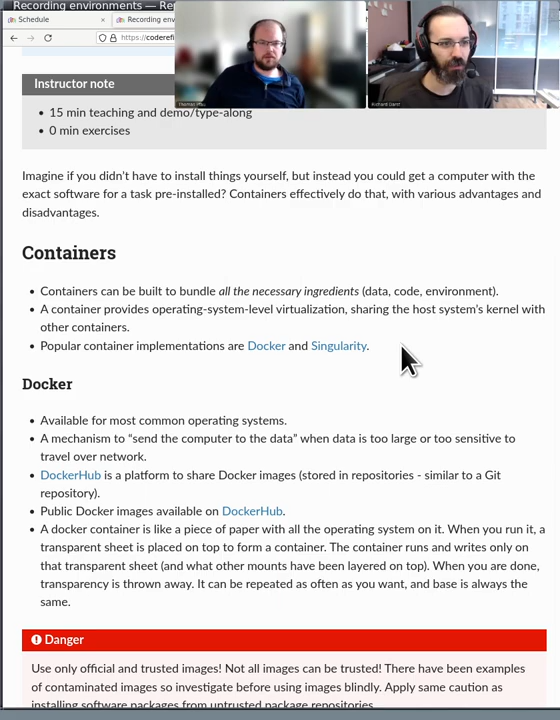 Recording environments — Re
Schedule
Recording env
https://coderefi
Richard Darst
Instructor note
• 15 min teaching and demo/type-along
• 0 min exercises
Imagine if you didn't have to install things yourself, but instead you could get a computer with the
exact software for a task pre-installed? Containers effectively do that, with various advantages and
disadvantages.
Containers
• Containers can be built to bundle all the necessary ingredients (data, code, environment).
• A container provides operating-system-level virtualization, sharing the host system's kernel with
other containers.
• Popular container implementations are Docker and Singularity.
Docker
• Available for most common operating systems.
• A mechanism to “send the computer to the data” when data is too large or too sensitive to
travel over network.
• DockerHub is a platform to share Docker images (stored in repositories - similar to a Git
repository).
• Public Docker images available on DockerHub.
• A docker container is like a piece of paper with all the operating system on it. When you run it, a
transparent sheet is placed on top to form a container. The container runs and writes only on
that transparent sheet (and what other mounts have been layered on top). When you are done,
transparency is thrown away. It can be repeated as often as you want, and base is always the
same.
Danger
Use only official and trusted images! Not all images can be trusted! There have been examples
of contaminated images so investigate before using images blindly. Apply same caution as
installing software packages from untrusted package repositories.